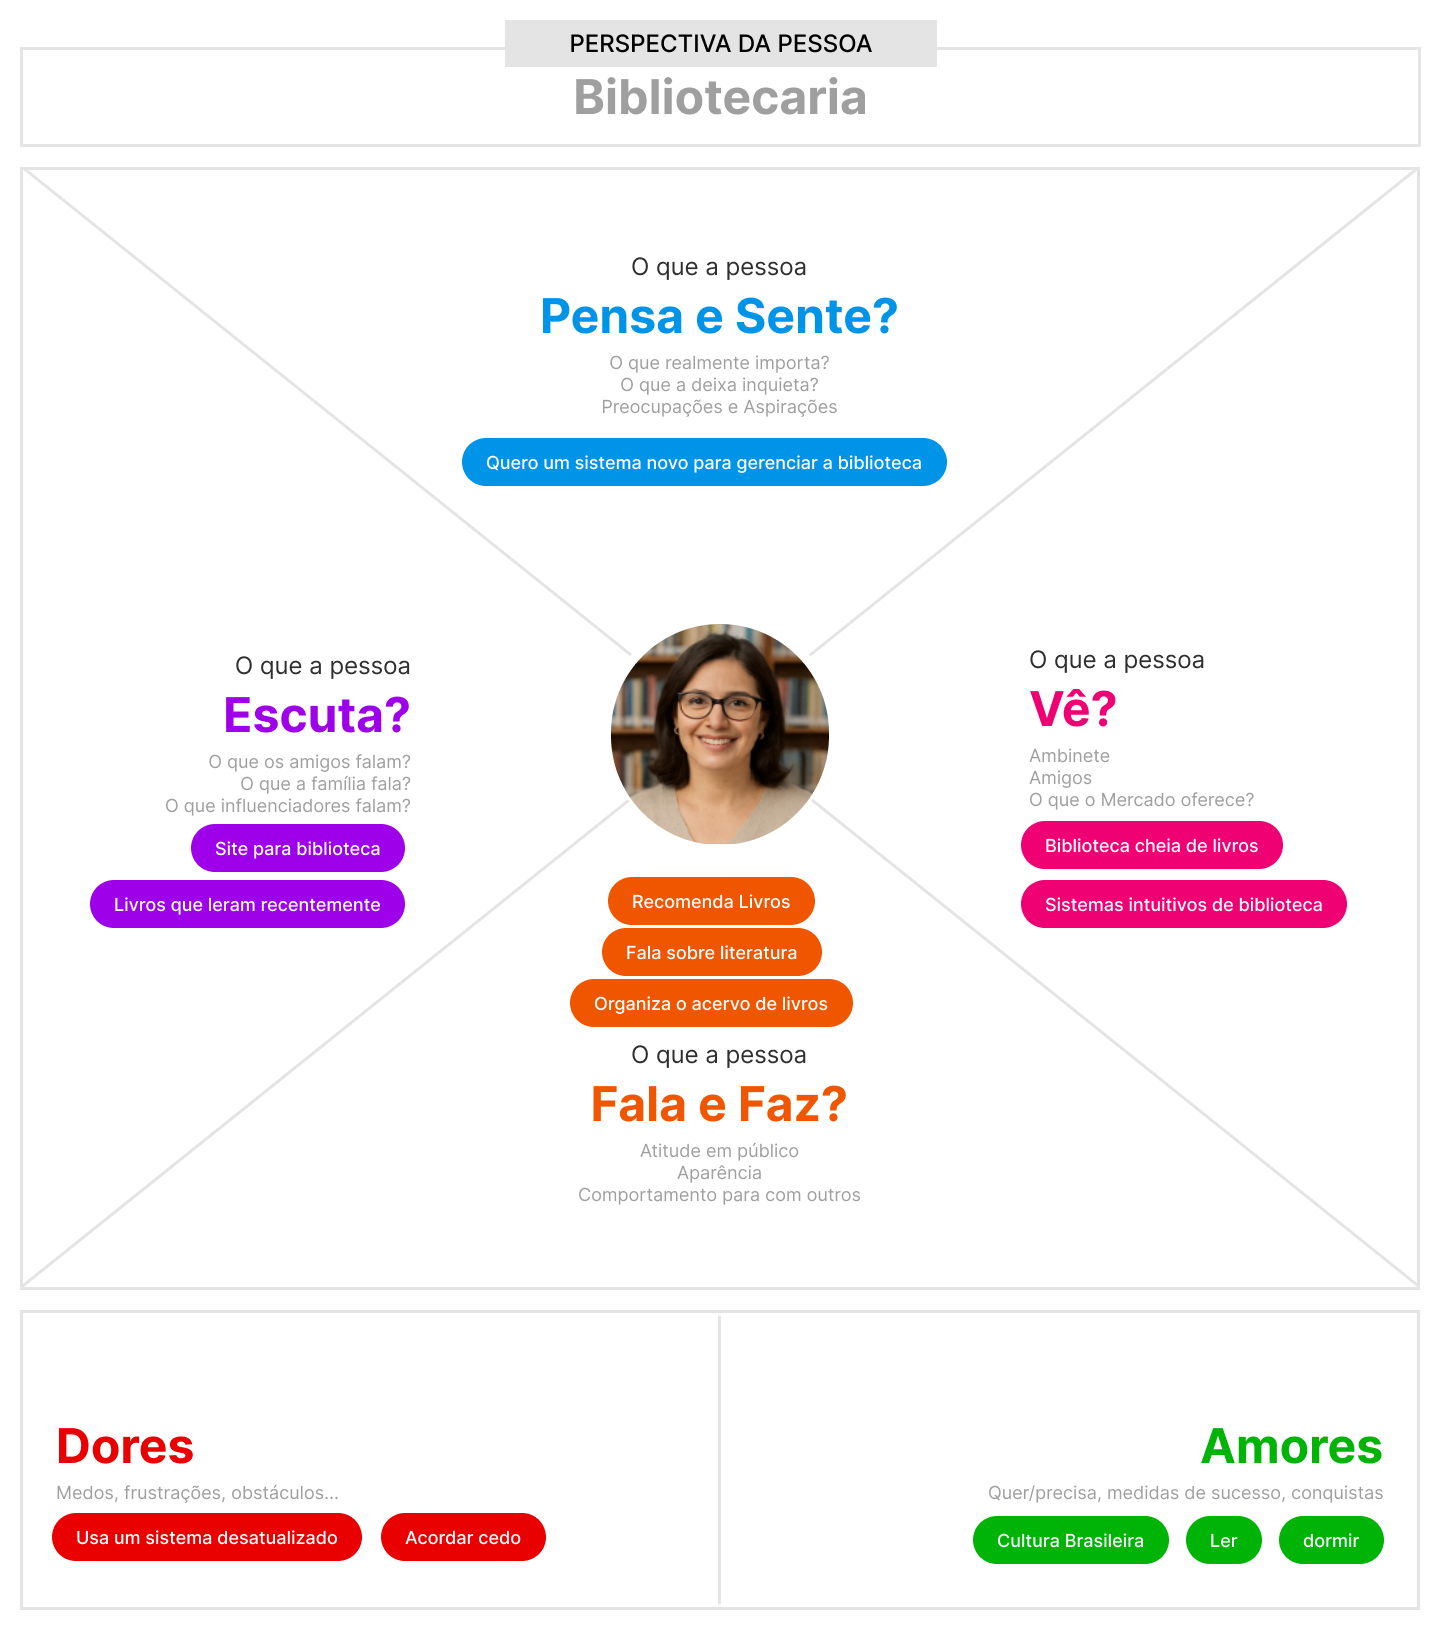 PERSPECTIVA DA PESSOA
Bibliotecaria
O que a pessoa
Pensa e Sente?
O que realmente importa?
O que a deixa inquieta?
Preocupações e Aspirações
Quero um sistema novo para gerenciar a biblioteca
O que a pessoa
Escuta?
O que os amigos falam?
O que a família fala?
O que influenciadores falam?
Site para biblioteca
Livros que leram recentemente
O que a pessoa
Vê?
Ambinete
Amigos
O que o Mercado oferece?
Biblioteca cheia de livros
Sistemas intuitivos de biblioteca
Recomenda Livros
Fala sobre literatura
Organiza o acervo de livros
O que a pessoa
Fala e Faz?
Atitude em público
Aparência
Comportamento para com outros
Dores
Medos, frustrações, obstáculos...
Usa um sistema desatualizado
Acordar cedo
Amores
Quer/precisa, medidas de sucesso, conquistas
Cultura Brasileira
Ler
dormir